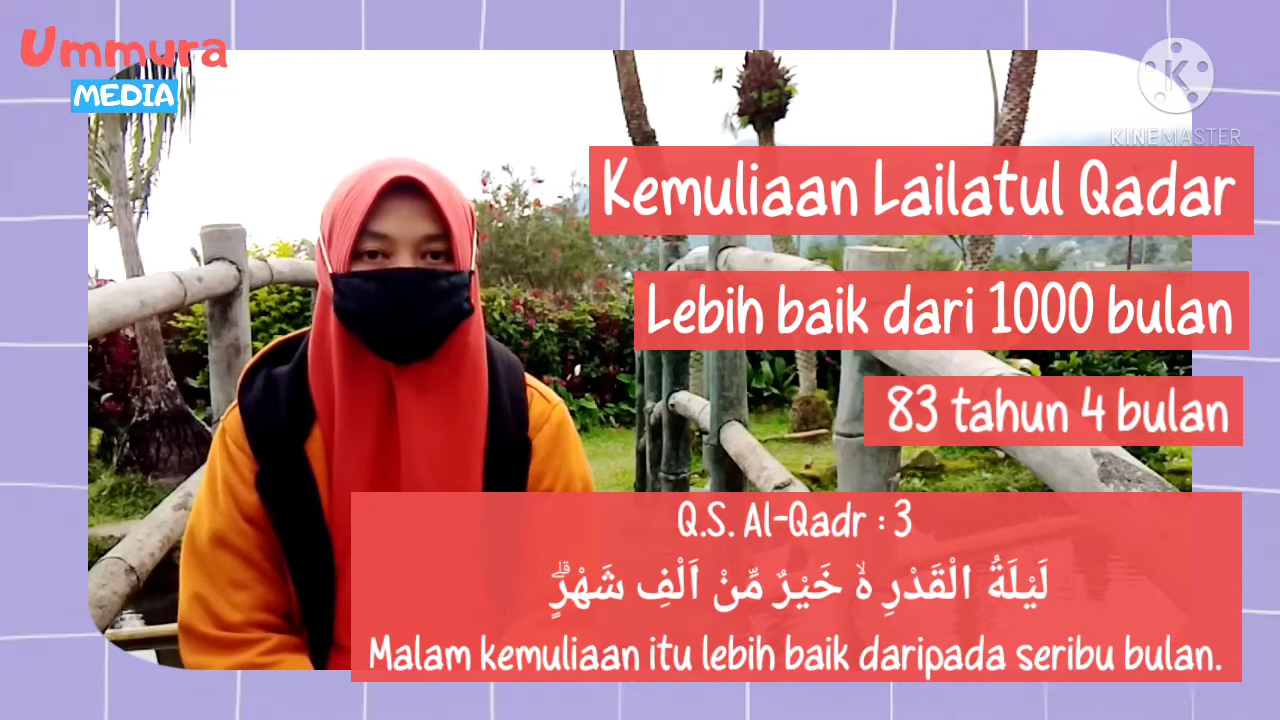 Ummura
MEDIA
KINEMASTER
Kemuliaan Lailatul Qadar
Lebih baik dari 1000 bulan
83 tahun 4 bulan
Q.S. Al-Qadr : 3
لَيْلَةُ الْقَدْرِ ەۙ خَيْرٌ مِّنْ اَلْفِ شَهْرٍۗ
Malam kemuliaan itu lebih baik daripada seribu bulan.